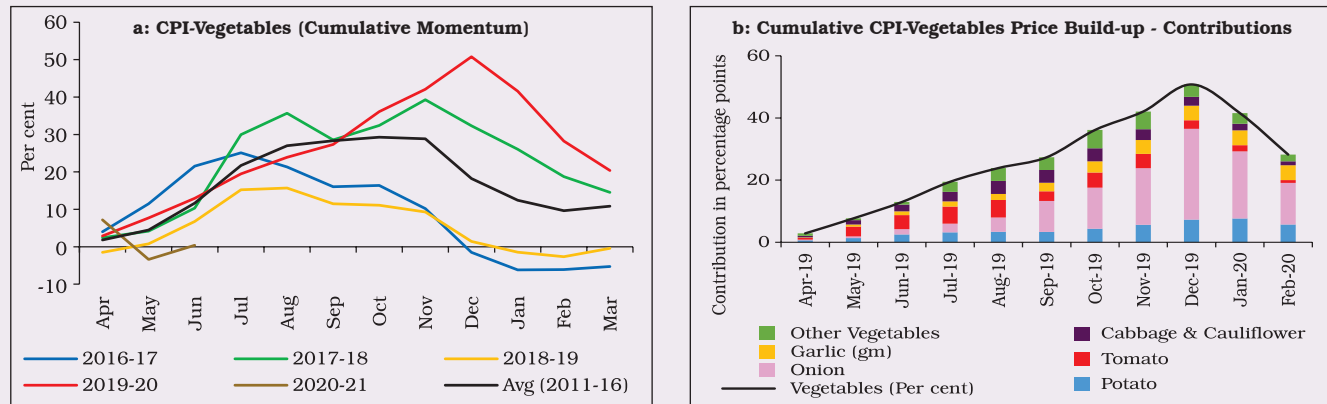 a: CPI-Vegetables (Cumulative Momentum)
Per cent
60
50
40
30
20
10
0
-10
Apr
May
Jun
Jul
Aug
Sep
Oct
Nov
Dec
Jan
Feb
Mar
2016-17
2017-18
2018-19
2019-20
2020-21
Avg (2011-16)
b: Cumulative CPI-Vegetables Price Build-up - Contributions
Contribution in percentage points
60
40
20
0
Apr-19
May-19
Jun-19
Jul-19
Aug-19
Sep-19
Oct-19
Nov-19
Dec-19
Jan-20
Feb-20
Other Vegetables
Cabbage & Cauliflower
Garlic (gm)
Tomato
Onion
Potato
Vegetables (Per cent)